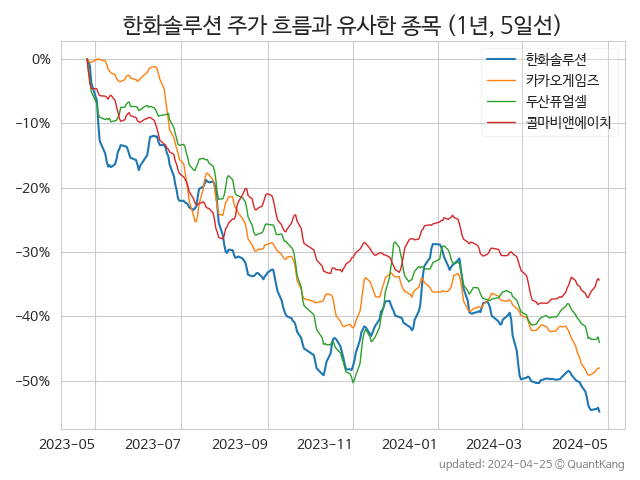 한화솔루션 주가 흐름과 유사한 종목 (1년, 5일선)
한화솔루션
카카오게임즈
두산퓨얼셀
콜마비앤에이치
0%
−10%
−20%
−30%
−40%
−50%
2023-05 2023-07 2023-09 2023-11 2024-01 2024-03 2024-05
updated: 2024-04-25 © QuantKang